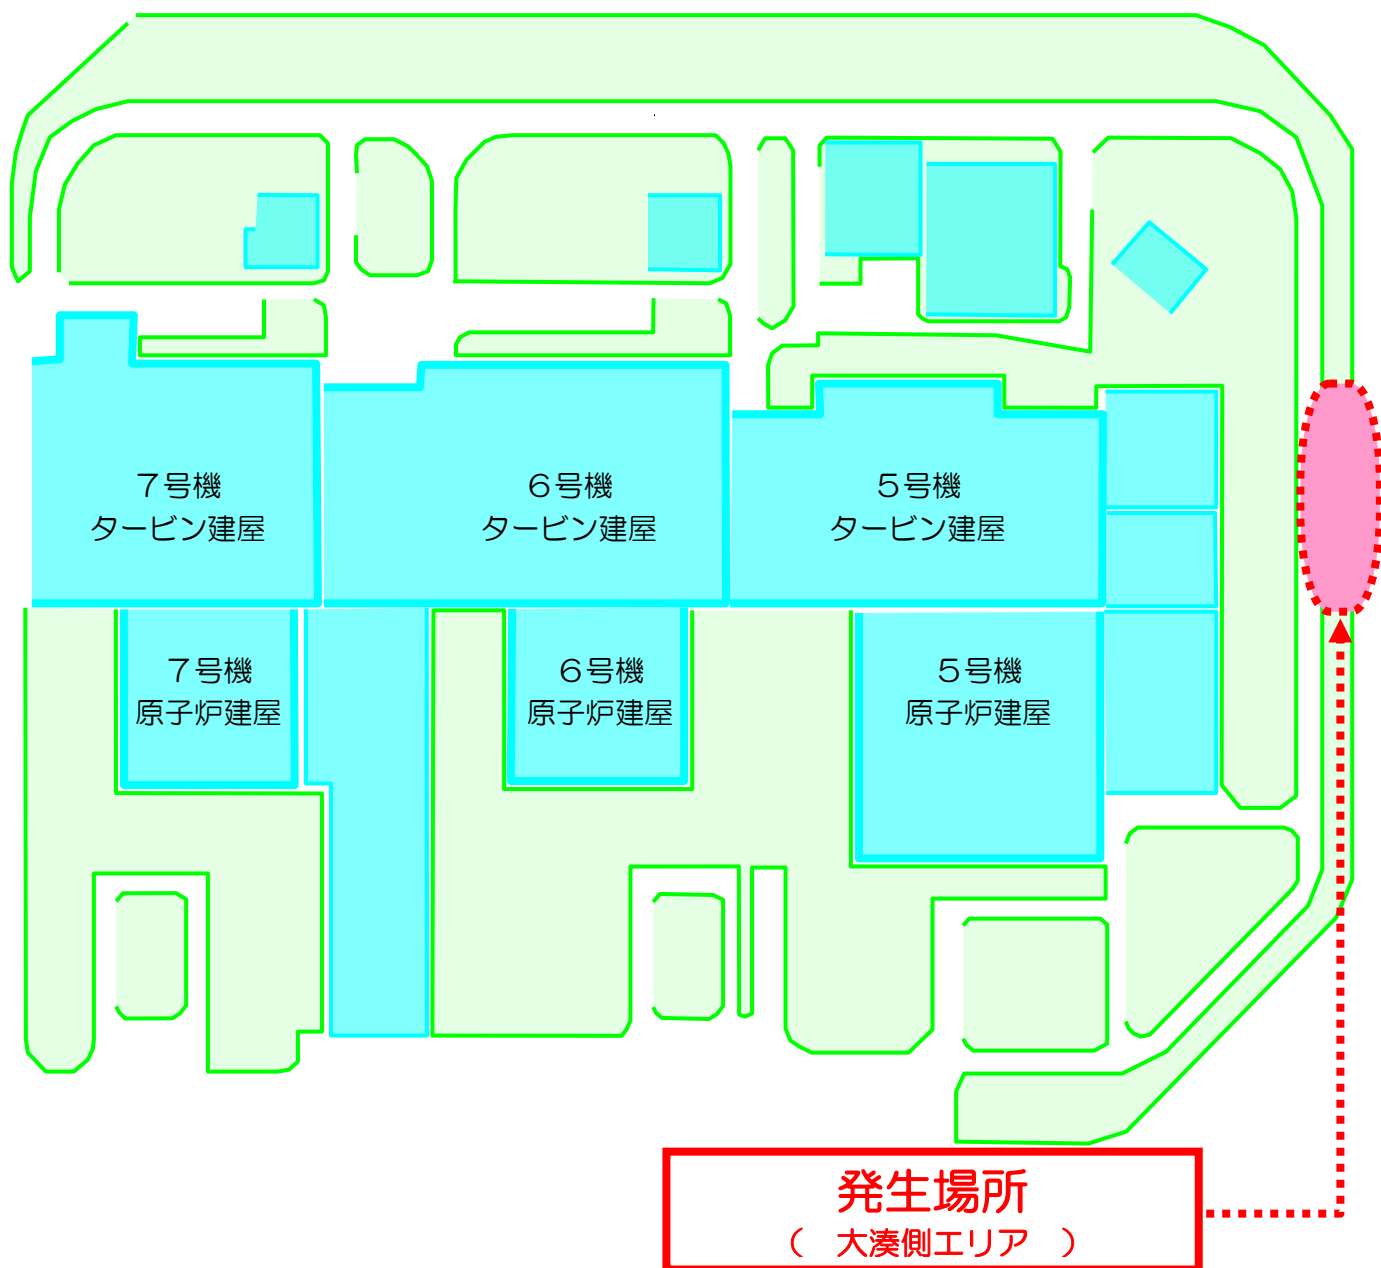 ７号機
タービン建屋
６号機
タービン建屋
５号機
タービン建屋
７号機
原子炉建屋
６号機
原子炉建屋
５号機
原子炉建屋
発生場所
（　大湊側エリア　）